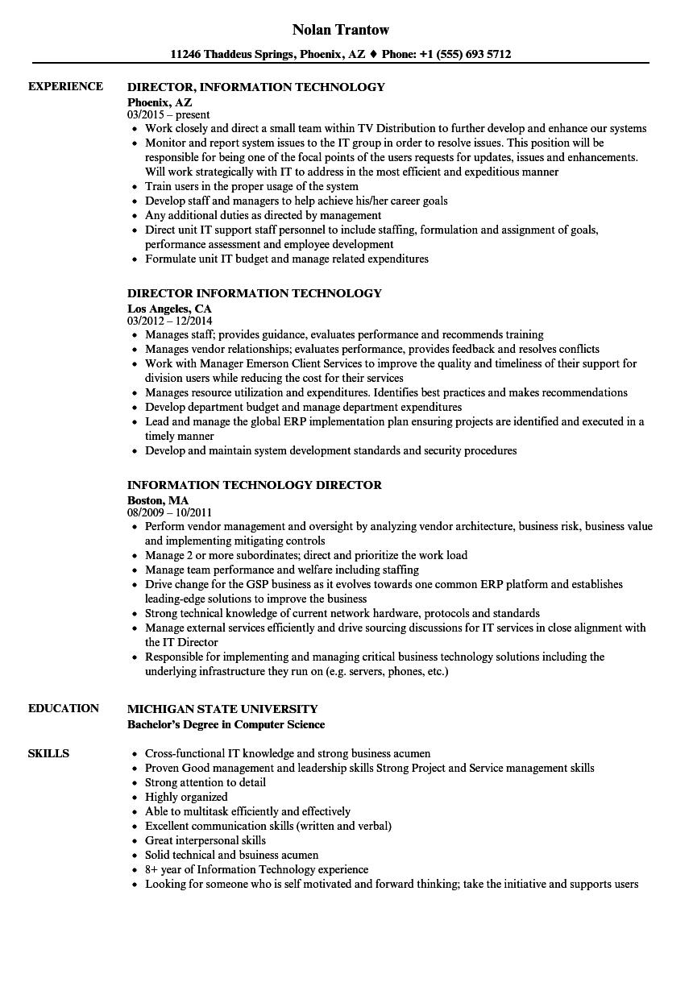 Nolan Trantow
11246 Thaddeus Springs, Phoenix, AZ ♦ Phone: +1 (555) 693 5712
EXPERIENCE
DIRECTOR, INFORMATION TECHNOLOGY
Phoenix, AZ
03/2015 – present
• Work closely and direct a small team within TV Distribution to further develop and enhance our systems
• Monitor and report system issues to the IT group in order to resolve issues. This position will be
responsible for being one of the focal points of the users requests for updates, issues and enhancements.
Will work strategically with IT to address in the most efficient and expeditious manner
• Train users in the proper usage of the system
• Develop staff and managers to help achieve his/her career goals
• Any additional duties as directed by management
• Direct unit IT support staff personnel to include staffing, formulation and assignment of goals,
performance assessment and employee development
• Formulate unit IT budget and manage related expenditures
DIRECTOR INFORMATION TECHNOLOGY
Los Angeles, CA
03/2012 – 12/2014
• Manages staff; provides guidance, evaluates performance and recommends training
• Manages vendor relationships; evaluates performance, provides feedback and resolves conflicts
• Work with Manager Emerson Client Services to improve the quality and timeliness of their support for
division users while reducing the cost for their services
• Manages resource utilization and expenditures. Identifies best practices and makes recommendations
• Develop department budget and manage department expenditures
• Lead and manage the global ERP implementation plan ensuring projects are identified and executed in a
timely manner
• Develop and maintain system development standards and security procedures
INFORMATION TECHNOLOGY DIRECTOR
Boston, MA
08/2009 – 10/2011
• Perform vendor management and oversight by analyzing vendor architecture, business risk, business value
and implementing mitigating controls
• Manage 2 or more subordinates; direct and prioritize the work load
• Manage team performance and welfare including staffing
• Drive change for the GSP business as it evolves towards one common ERP platform and establishes
leading-edge solutions to improve the business
• Strong technical knowledge of current network hardware, protocols and standards
• Manage external services efficiently and drive sourcing discussions for IT services in close alignment with
the IT Director
• Responsible for implementing and managing critical business technology solutions including the
underlying infrastructure they run on (e.g. servers, phones, etc.)
EDUCATION
MICHIGAN STATE UNIVERSITY
Bachelor's Degree in Computer Science
SKILLS
• Cross-functional IT knowledge and strong business acumen
• Proven Good management and leadership skills Strong Project and Service management skills
• Strong attention to detail
• Highly organized
• Able to multitask efficiently and effectively
• Excellent communication skills (written and verbal)
• Great interpersonal skills
• Solid technical and bsuiness acumen
• 8+ year of Information Technology experience
• Looking for someone who is self motivated and forward thinking; take the initiative and supports users